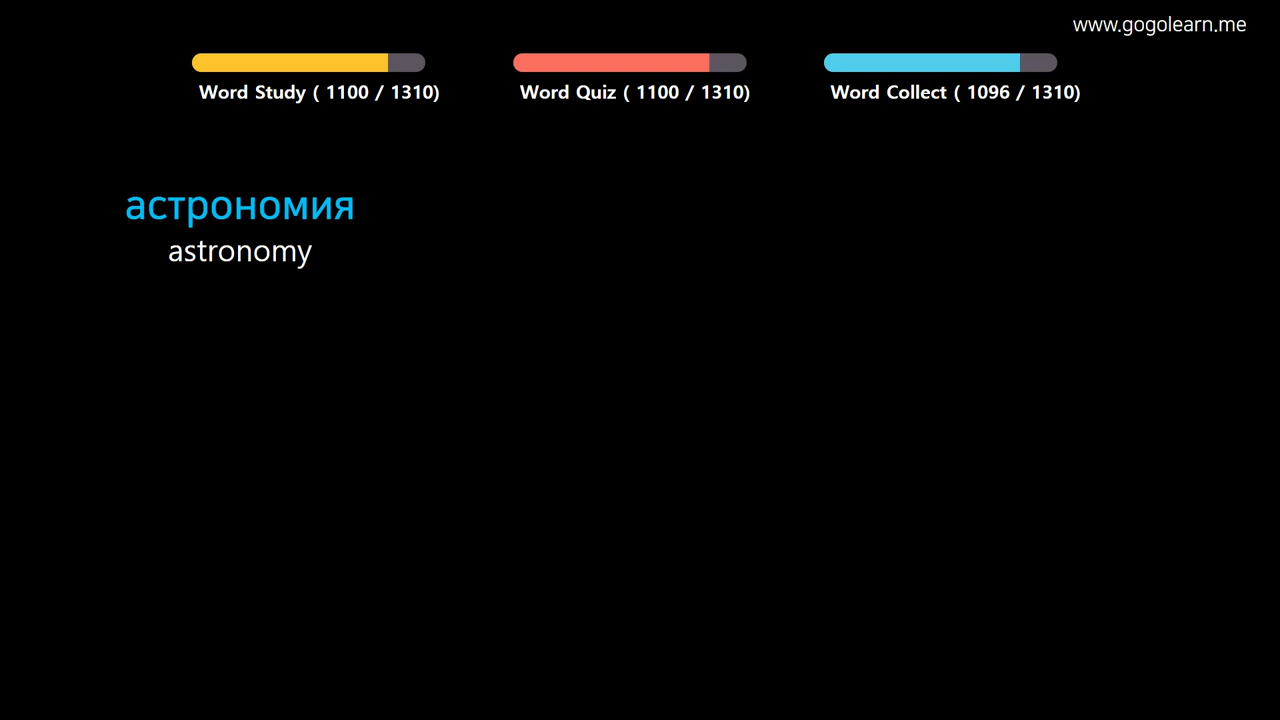 www.gogolearn.me
Word Study ( 1100 / 1310)
Word Quiz ( 1100 / 1310)
Word Collect ( 1096 / 1310)
астрономия
astronomy